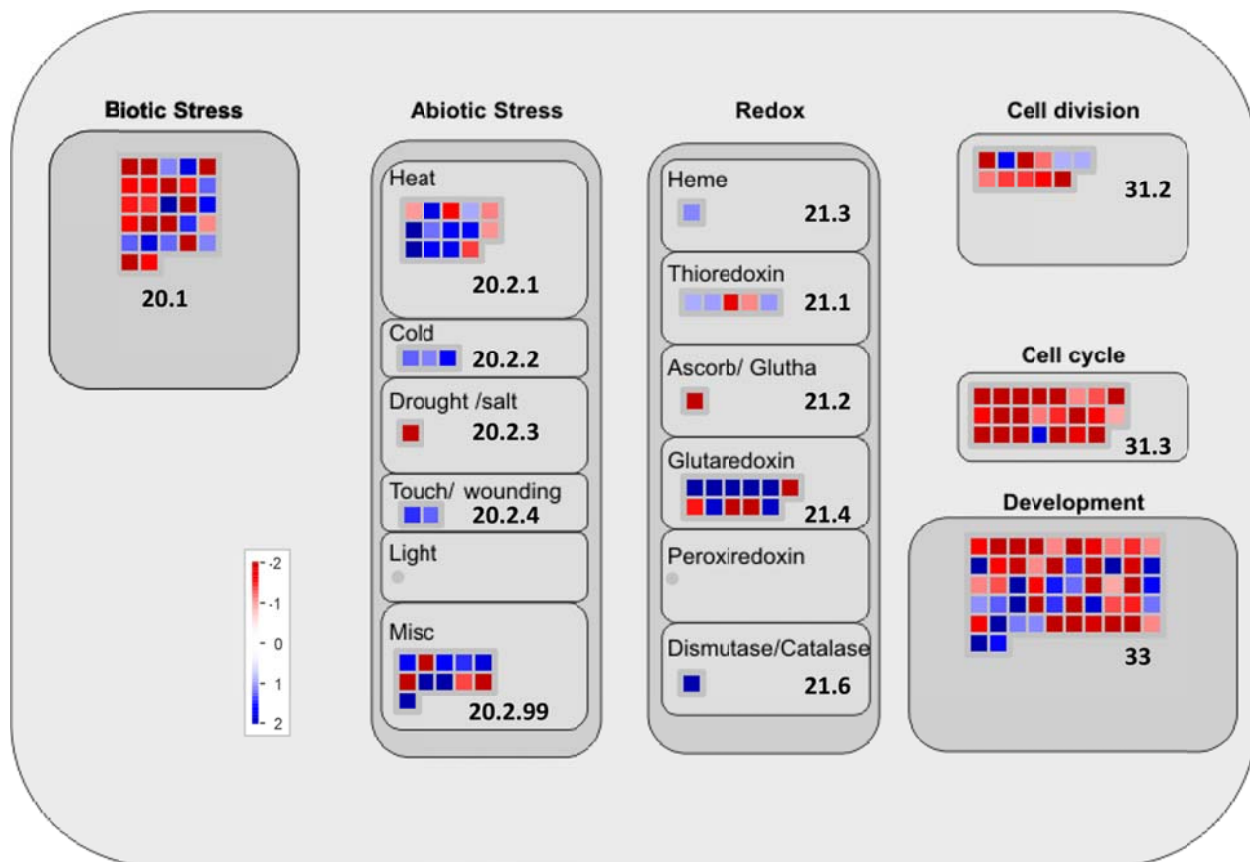 Biotic Stress
20.1
Abiotic Stress
Heat
20.2.1
Cold
20.2.2
Drought /salt
20.2.3
Touch/ wounding
20.2.4
Light
Misc
20.2.99
Redox
Heme
21.3
Thioredoxin
21.1
Ascorb/ Glutha
21.2
Glutaredoxin
21.4
Peroxiredoxin
Dismutase/Catalase
21.6
Cell division
31.2
Cell cycle
31.3
Development
33
-2
-1
0
1
2